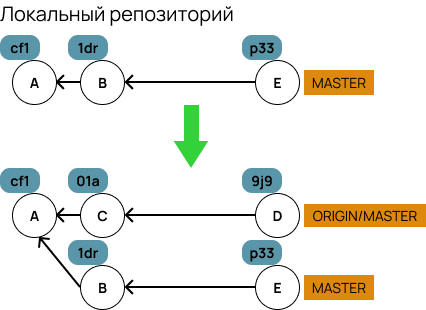 Локальный репозиторий
cf1 1dr p33
A B E MASTER
cf1 01a 9j9
A C D ORIGIN/MASTER
1dr p33
B E MASTER